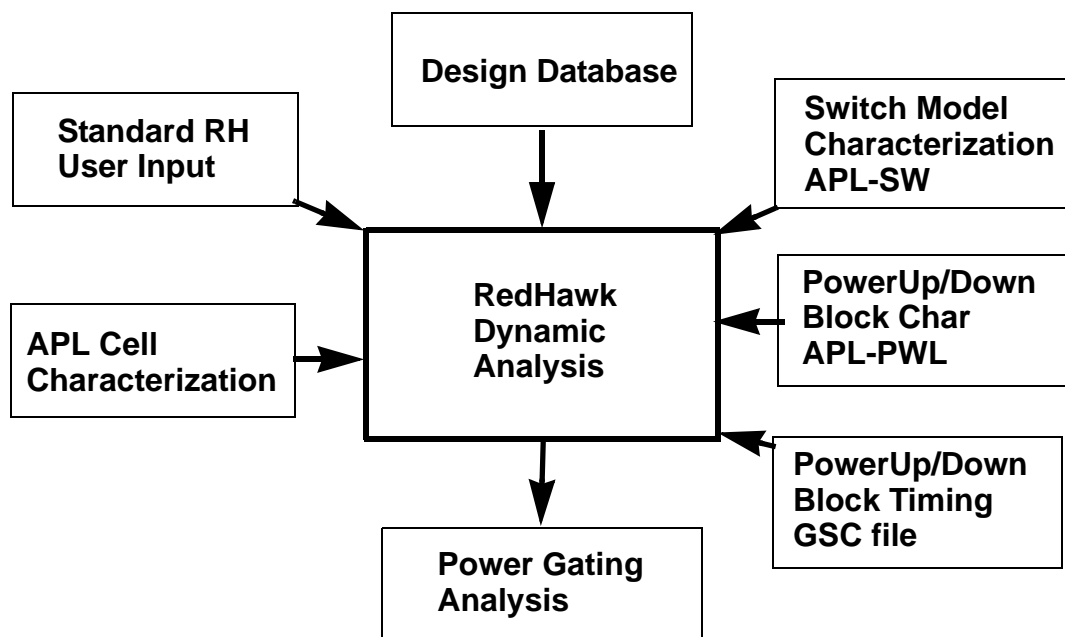 Design Database
Standard RH
User Input
Switch Model
Characterization
APL-SW
RedHawk
Dynamic
Analysis
PowerUp/Down
Block Char
APL-PWL
APL Cell
Characterization
PowerUp/Down
Block Timing
GSC file
Power Gating
Analysis